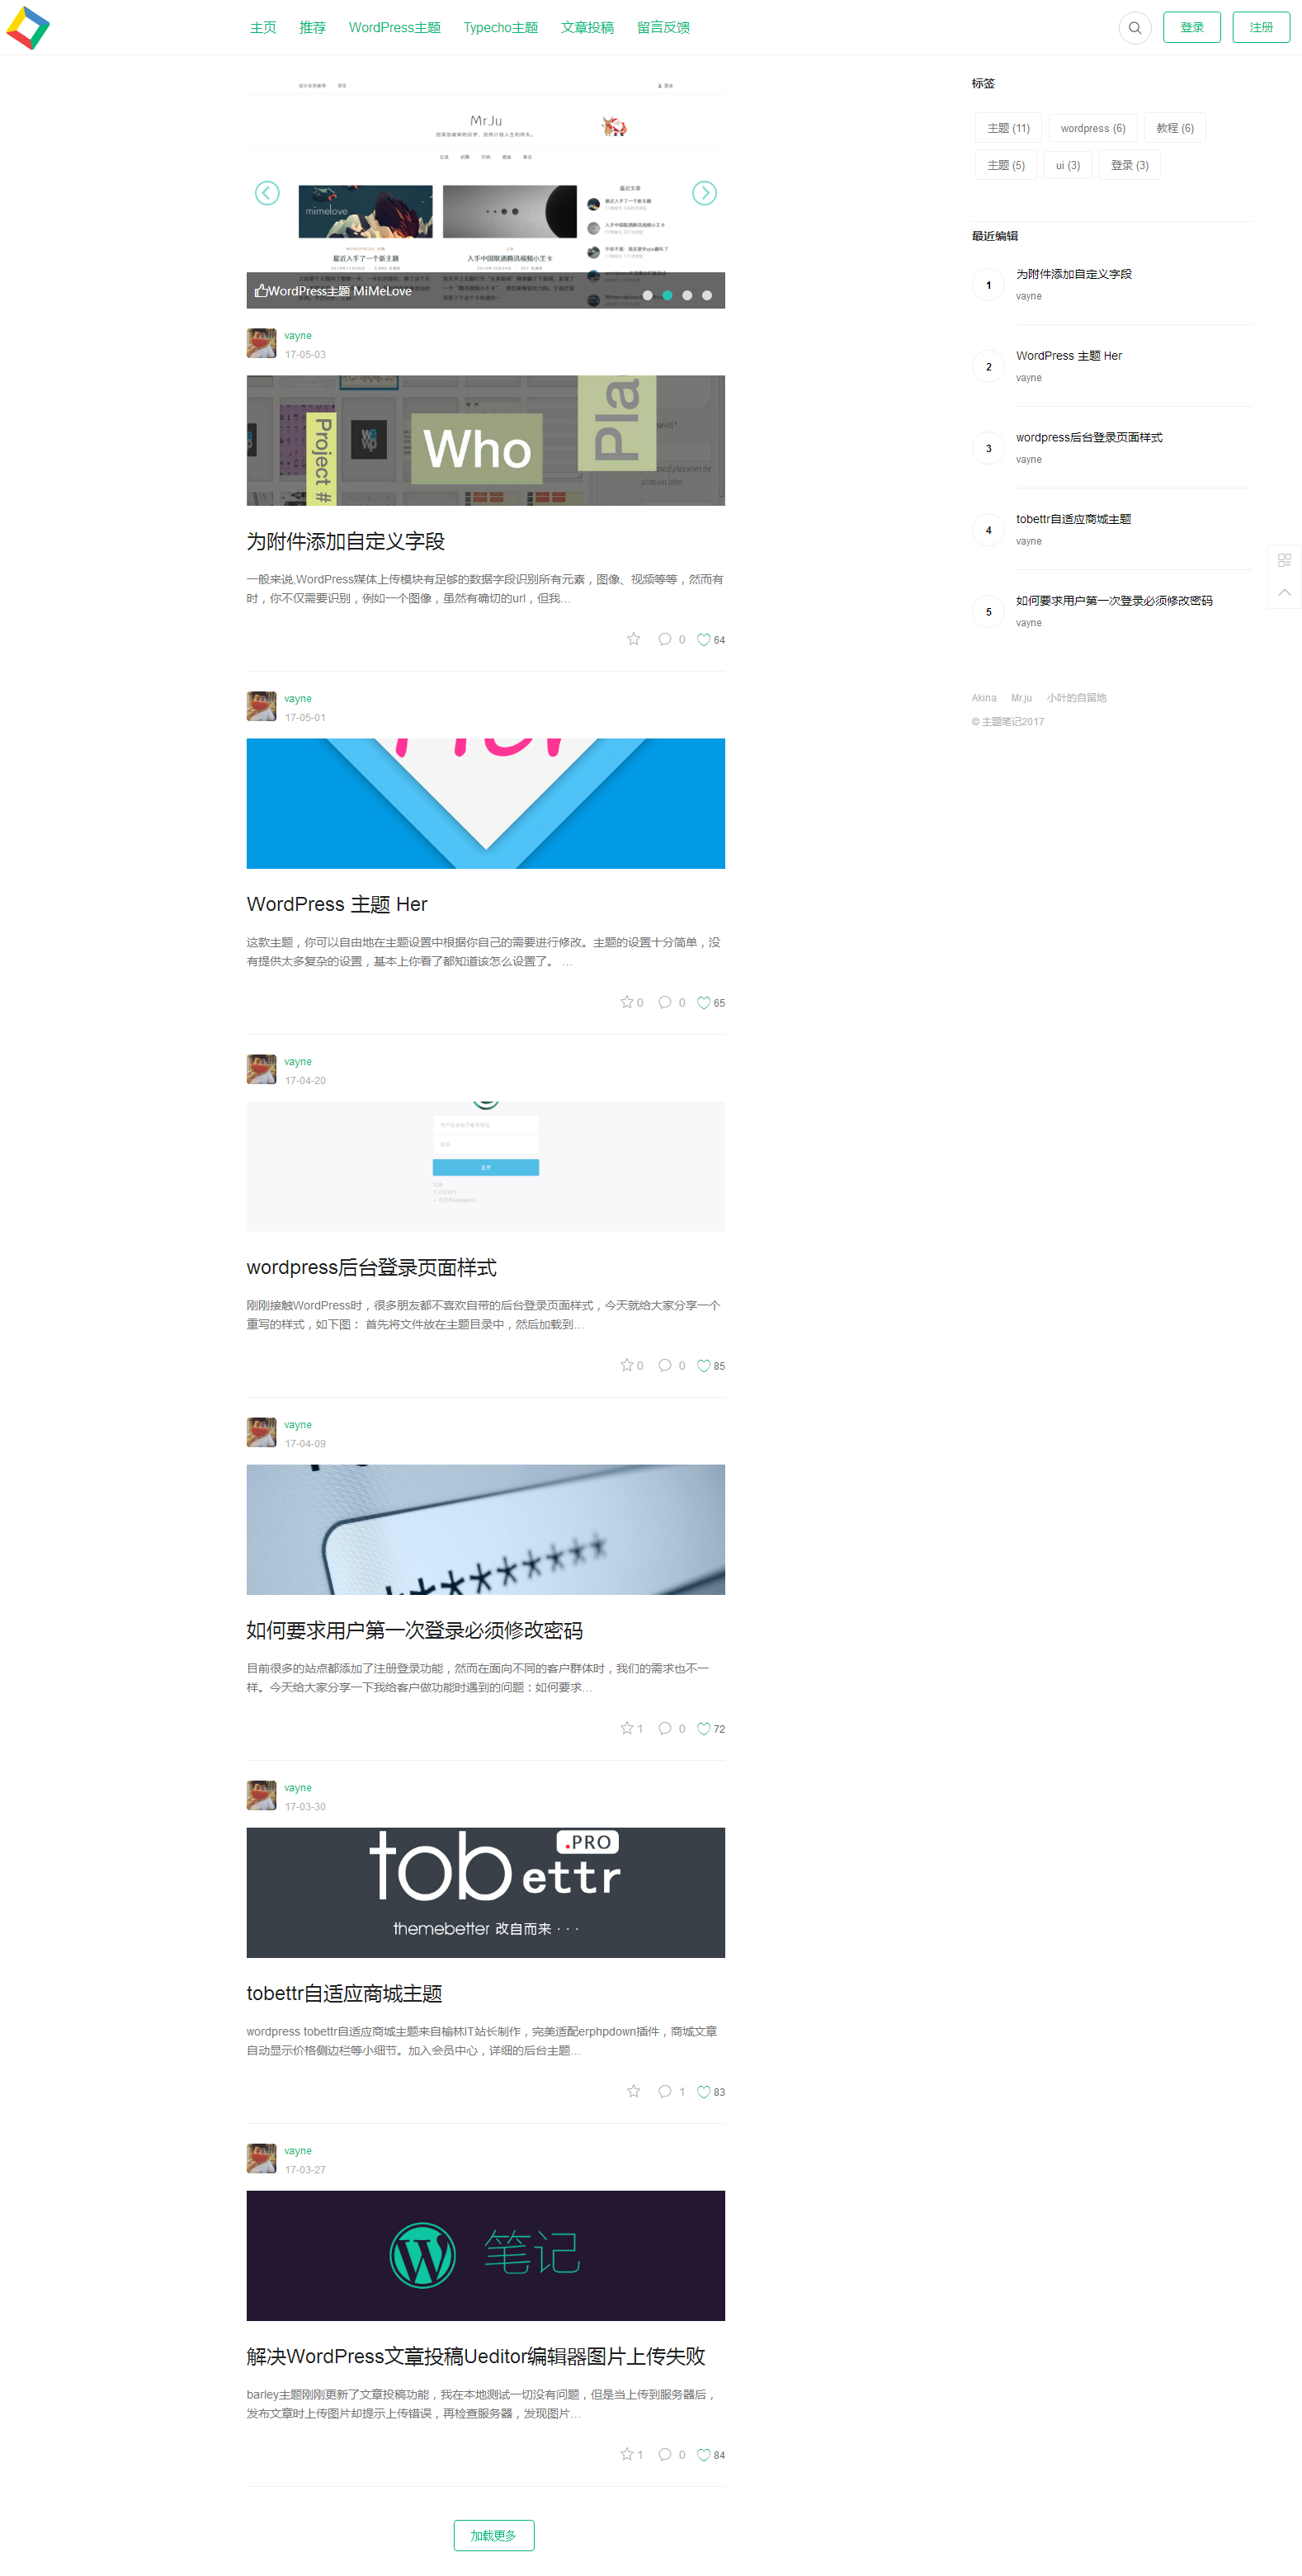 主页 推荐 WordPress主题 Typecho主题 文章投稿 留言反馈
登录 注册
Mr.Ju
mimelove
最近文章
最近入手了一个新主题
入手中国联通腾讯视频小王卡
WordPress主题 MiMeLove
vayne
17-05-03
Project #
Who
Pla
为附件添加自定义字段
一般来说,WordPress媒体上传模块有足够的数据字段识别所有元素，图像、视频等等，然而有
时，你不仅需要识别，例如一个图像，虽然有确切的url，但我...
0 64
vayne
17-05-01
Her
WordPress 主题 Her
这款主题，你可以自由地在主题设置中根据你自己的需要进行修改。主题的设置十分简单，没
有提供太多复杂的设置，基本上你看了都知道该怎么设置了。 ...
0 0 65
vayne
17-04-20
登录
wordpress后台登录页面样式
刚刚接触WordPress时，很多朋友都不喜欢自带的后台登录页面样式，今天就给大家分享一个
重写的样式，如下图： 首先将文件放在主题目录中，然后加载到...
0 0 85
vayne
17-04-09
*********
如何要求用户第一次登录必须修改密码
目前很多的站点都添加了注册登录功能，然而在面向不同的客户群体时，我们的需求也不一
样。今天给大家分享一下我给客户做功能时遇到的问题：如何要求...
1 0 72
vayne
17-03-30
tobettr .PRO
themebetter 改自而来 · · ·
tobettr自适应商城主题
wordpress tobettr自适应商城主题来自榆林IT站长制作，完美适配erphpdown插件，商城文章
自动显示价格侧边栏等小细节。加入会员中心，详细的后台主题...
1 83
vayne
17-03-27
笔记
解决WordPress文章投稿Ueditor编辑器图片上传失败
barley主题刚刚更新了文章投稿功能，我在本地测试一切没有问题，但是当上传到服务器后，
发布文章时上传图片却提示上传错误，再检查服务器，发现图片...
1 0 84
加载更多
标签
主题 (11) wordpress (6) 教程 (6)
主题 (5) ui (3) 登录 (3)
最近编辑
1 为附件添加自定义字段
vayne
2 WordPress 主题 Her
vayne
3 wordpress后台登录页面样式
vayne
4 tobettr自适应商城主题
vayne
5 如何要求用户第一次登录必须修改密码
vayne
Akina Mr.ju 小叶的自留地
© 主题笔记2017